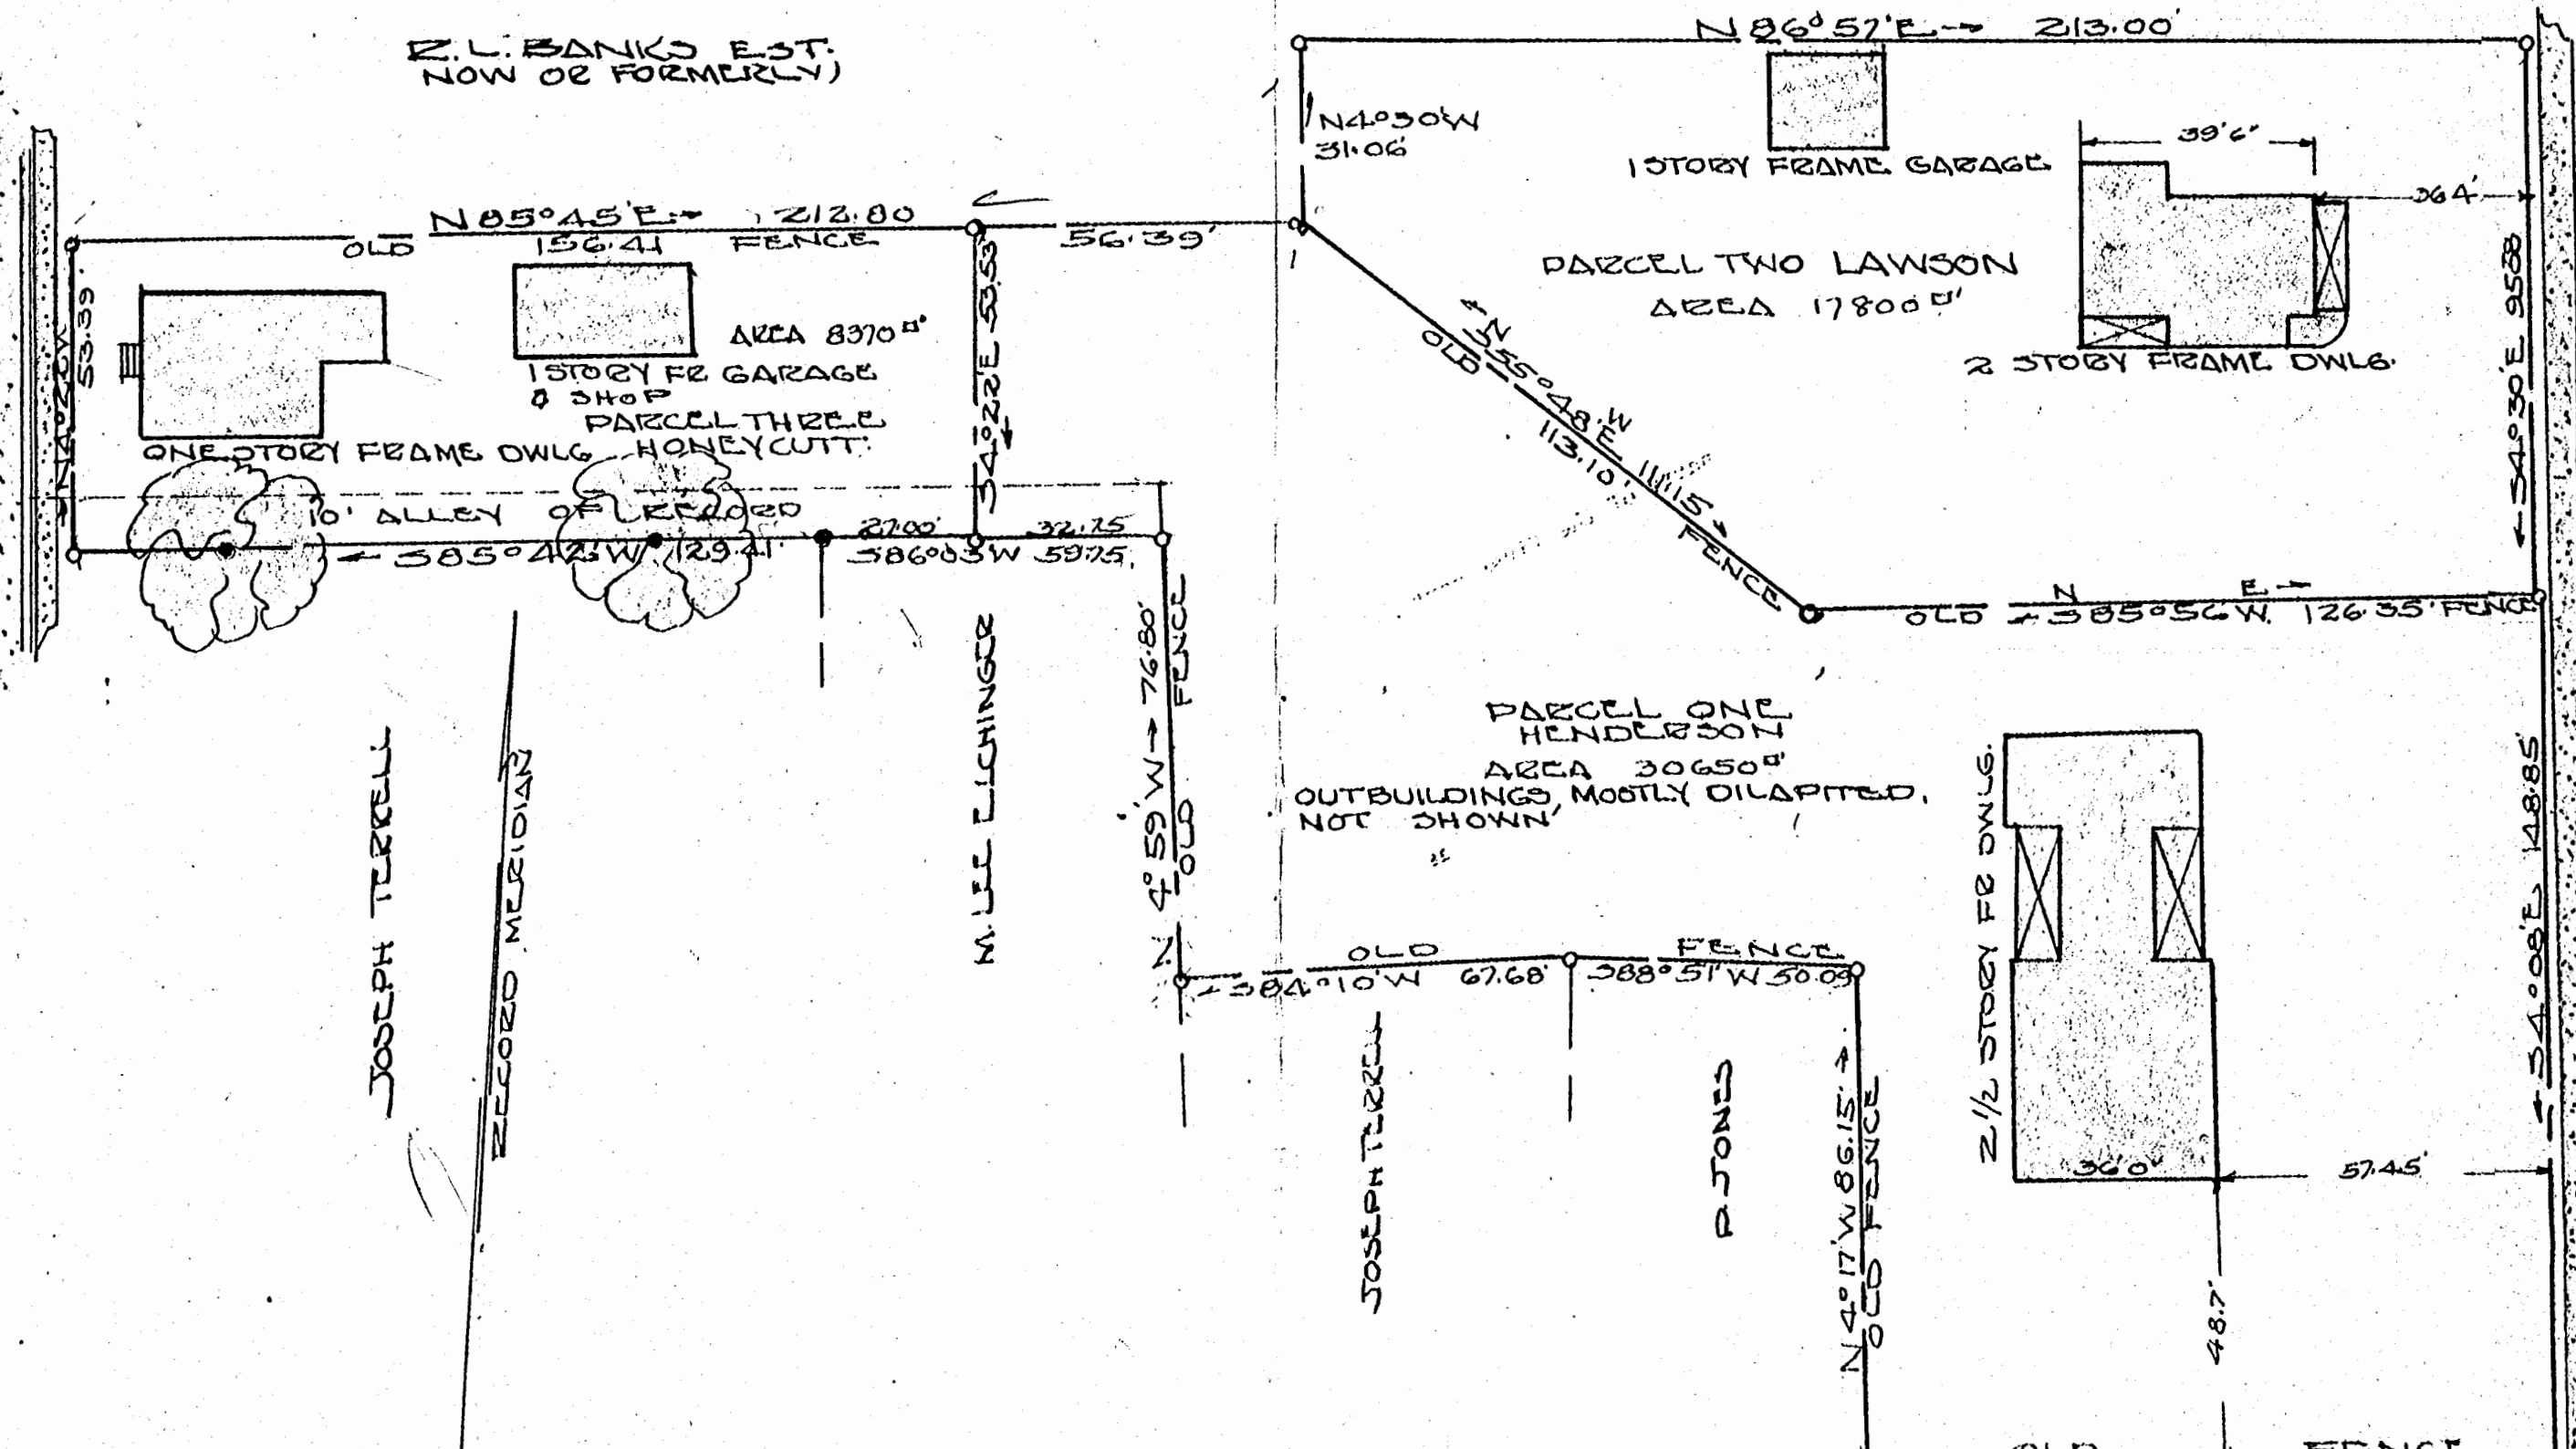 R.L. BANKS EST.
NOW OR FORMERLY)
N 86° 57' E → 213.00'
N 4° 30' W
31.06
1 STORY FRAME GARAGE
39' 6"
36.4'
PARCEL TWO LAWSON
AREA 17800 □'
2 STORY FRAME DWLG.
← S 4° 30' E 95.88
N 85° 45' E → 212.80
OLD 156.41 FENCE
56.39'
53.39'
S 4° 22' E 53.53
AREA 8370 □'
1 STORY FR GARAGE
& SHOP
PARCEL THREE
HONEYCUTT.
ONE STORY FRAME DWLG
10' ALLEY OF RECORD
← S 85° 42' W 129.41'
27.00' 32.75
S 86° 03' W 59.75
N
S 55° 48' E
W
OLD
113.10'
FENCE
N E →
OLD ← S 85° 56' W. 126.35' FENCE
N 4° 59' W → 76.80'
OLD FENCE
JOSEPH TERRELL
RECORD MERIDIAN
M. LEE EICHINGER
PARCEL ONE
HENDERSON
AREA 30650 □'
OUTBUILDINGS, MOSTLY DILAPITED,
NOT SHOWN
2 1/2 STORY FR DWLG.
← S 4° 08' E 148.85'
OLD FENCE
← S 84° 10' W 67.68' S 88° 51' W 50.09
JOSEPH TERRELL
P. JONES
N 4° 17' W 86.15' →
OLD FENCE
36' 0"
57.45'
48.7'
OLD FENCE